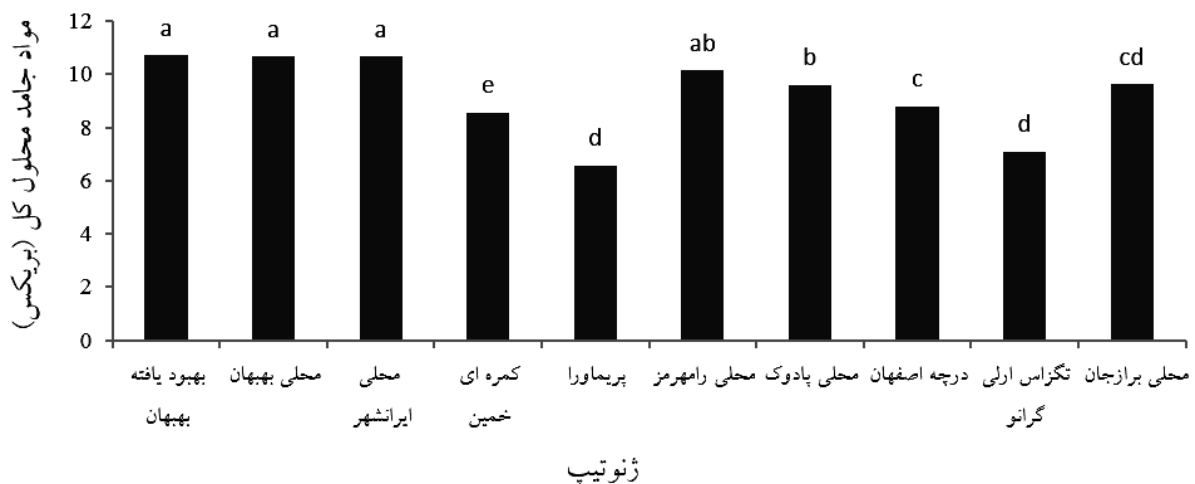 مواد جامد محلول کل (بریکس)
12
10
8
6
4
2
0
a
a
a
e
d
ab
b
c
d
cd
بهبود یافته
بهبهان
محلی بهبهان
محلی
ایرانشهر
کمره ای
خمین
پریماورا
محلی رامهرمز
محلی پادوک
درچه اصفهان
تگزاس ارلی
گرانو
محلی برازجان
ژنوتیپ